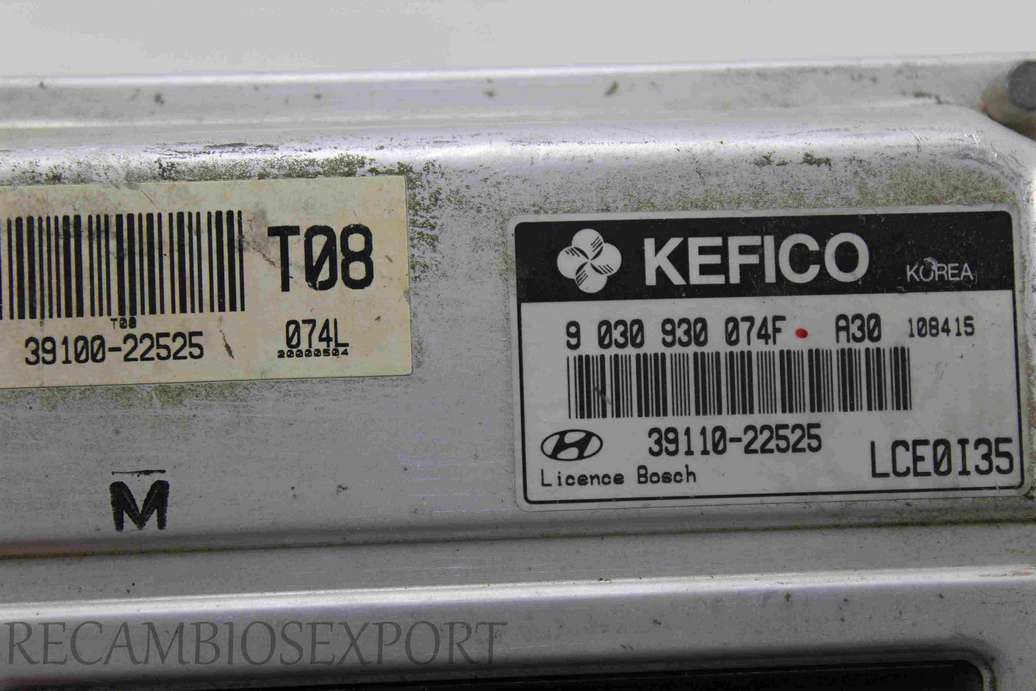 T08
T08
39100-22525
074L
20000504
M
KEFICO KOREA
9 030 930 074F A30 108415
39110-22525
Licence Bosch
LCE0I35
RECAMBIOSEXPORT